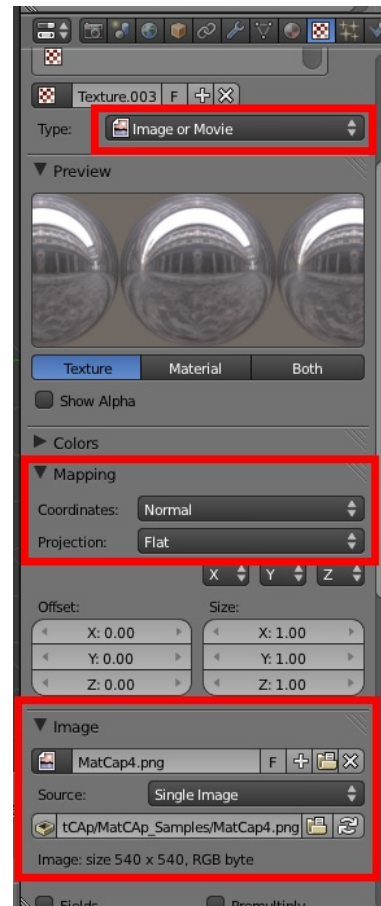 Texture.003 F
Type: Image or Movie
Preview
Texture Material Both
Show Alpha
Colors
Mapping
Coordinates: Normal
Projection: Flat
X Y Z
Offset: Size:
X: 0.00 X: 1.00
Y: 0.00 Y: 1.00
Z: 0.00 Z: 1.00
Image
MatCap4.png F
Source: Single Image
tCAp/MatCAp_Samples/MatCap4.png
Image: size 540 x 540, RGB byte
Fields Premultiply